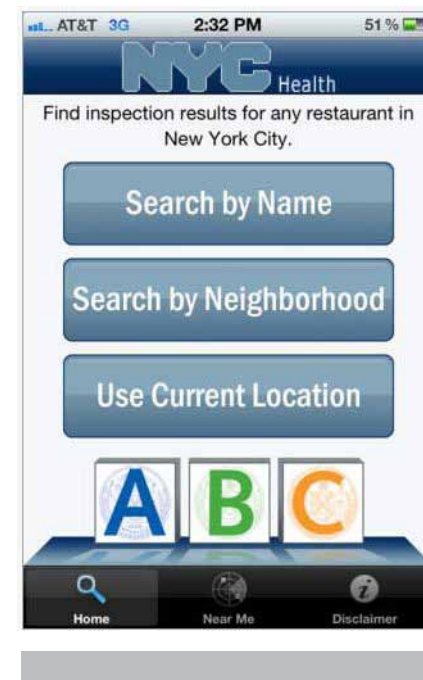 AT&T 3G 2:32 PM 51%
NYC Health
Find inspection results for any restaurant in
New York City.
Search by Name
Search by Neighborhood
Use Current Location
A B C
Home Near Me Disclaimer